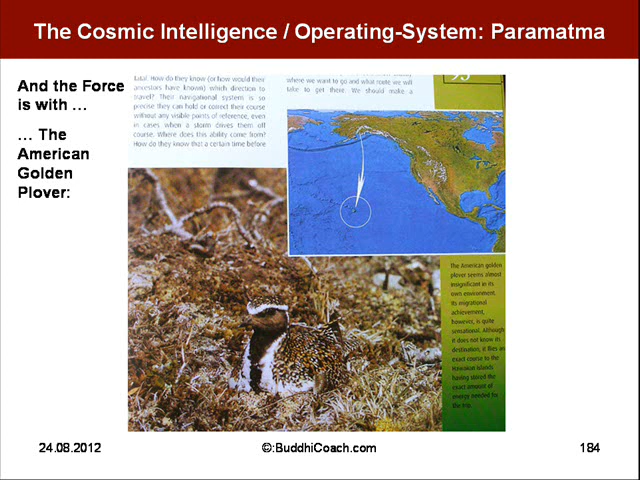 The Cosmic Intelligence / Operating-System: Paramatma
And the Force
is with …
… The
American
Golden
Plover:
fatal. How do they know (or how would their
ancestors have known) which direction to
travel? Their navigational system is so
precise they can hold or correct their course
without any visible points of reference, even
in cases when a storm drives them off
course. Where does this ability come from?
How do they know that a certain time before
where we want to go and what route we will
take to get there. We should make a
The American golden
plover seems almost
insignificant in its
own environment.
Its migrational
achievement,
however, is quite
sensational. Although
it does not know its
destination, it flies an
exact course to the
Hawaiian Islands
having stored the
exact amount of
energy needed for
the trip.
24.08.2012
©:BuddhiCoach.com
184